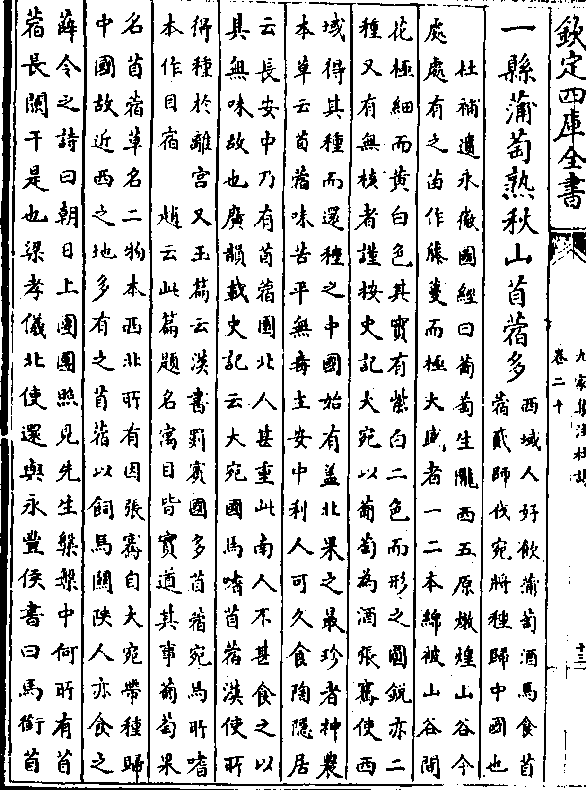 欽定四庫全書
九家集注杜詩
卷二十
十三
一縣蒲萄熟秋山苜蓿多
西域人好飲蒲萄酒馬食苜
蓿貳師伐宛將種歸中國也
杜補遺永徽圖經曰葡萄生隴西五原燉煌山谷今
處處有之苗作藤蔓而極大盛者一二本綿被山谷間
花極細而黄白色其實有紫白二色而形之圓銳亦二
種又有無核者謹按史記大宛以葡萄為酒張騫使西
域得其種而還種之中國始有蓋北果之最珍者神農
本草云苜蓿味苦平無毒主安中利人可久食陶隱居
云長安中乃有苜蓿園北人甚重此南人不甚食之以
其無味故也廣韻載史記云大宛國馬嗜苜蓿漢使所
得種於離宮又玉篇云漢書罽賓國多苜蓿宛馬所嗜
本作目宿 趙云此篇題名寓目皆實道其事葡萄果
名苜蓿草名二物本西北所有因張騫自大宛帶種歸
中國故近西之地多有之苜蓿以飼馬關陜人亦食之
薛令之詩曰朝日上團團照見先生槃槃中何所有苜
蓿長闌干是也梁孝儀北使還與永豐侯書曰馬銜苜